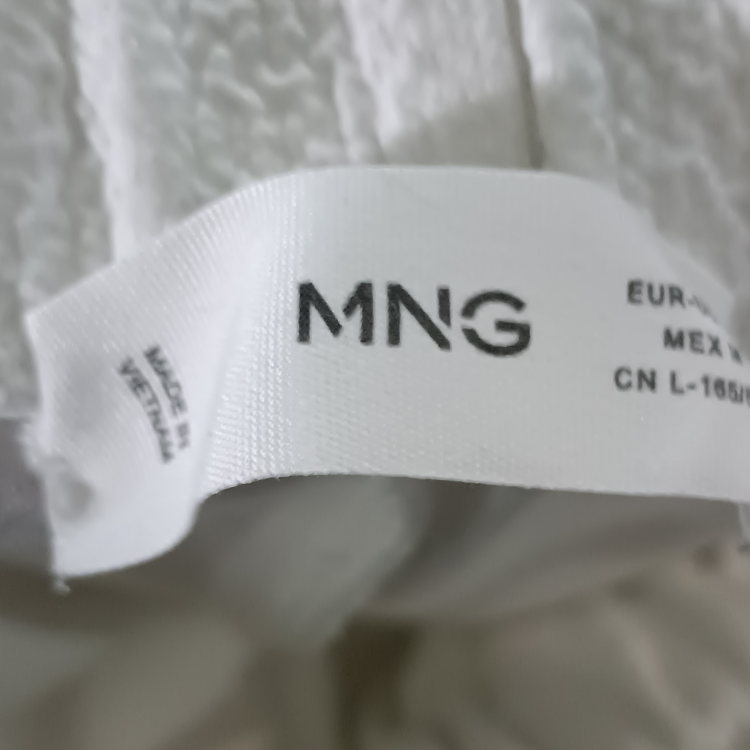 MADE IN
VIETNAM
MNG
EUR-
MEX
CN L-165/